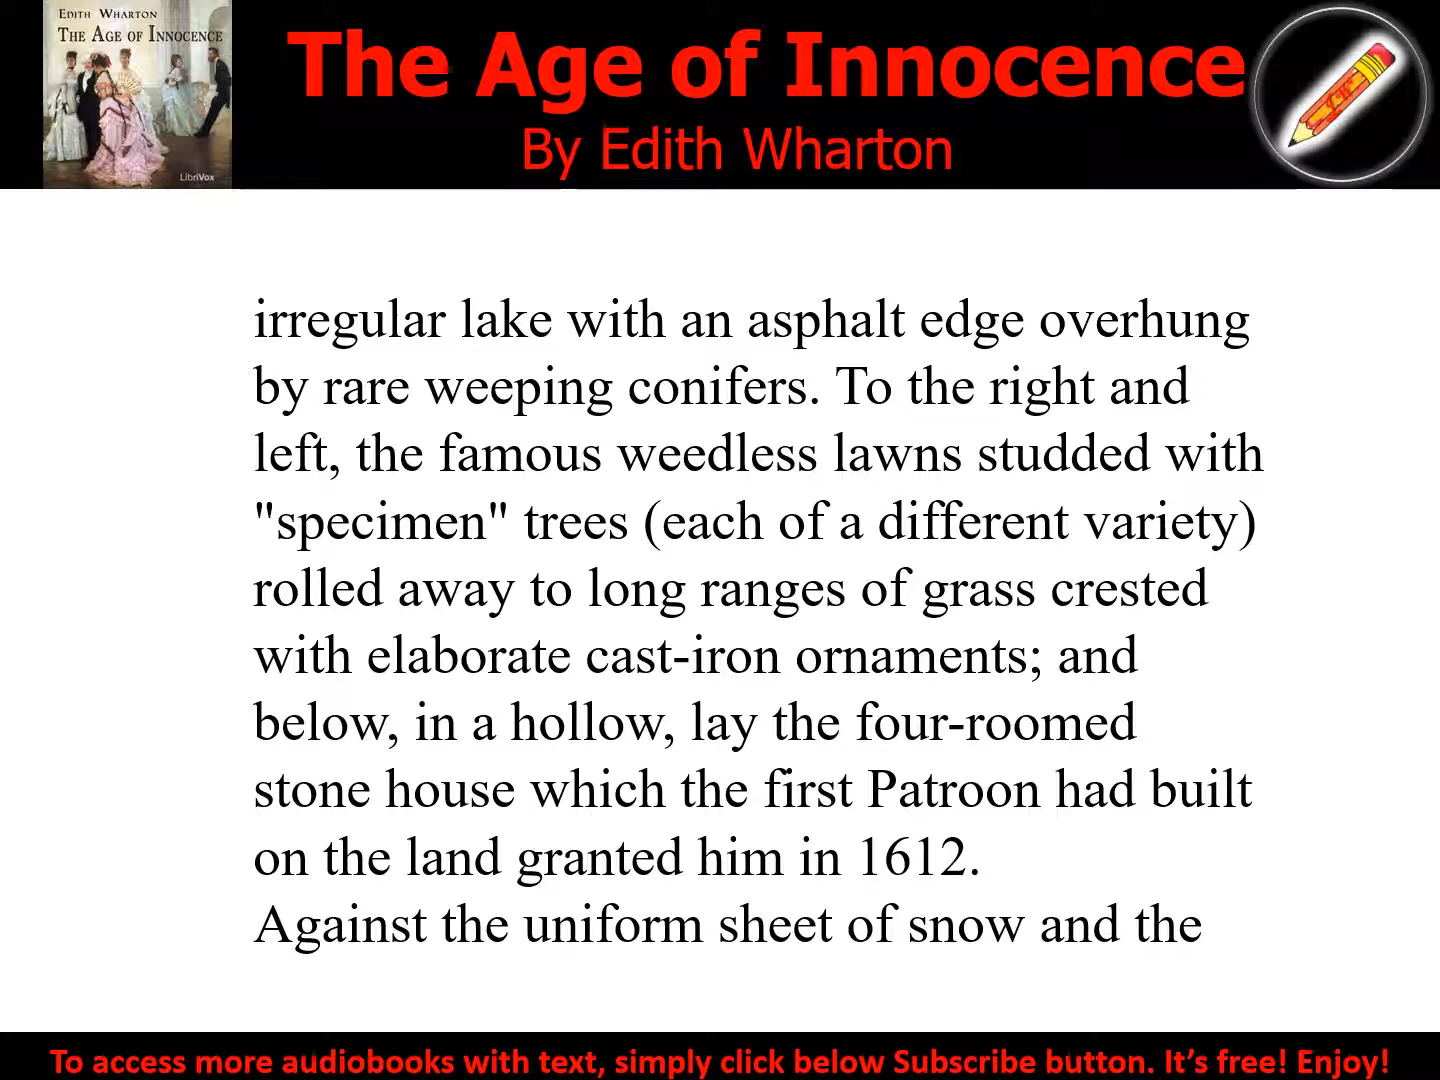 EDITH WHARTON
THE AGE OF INNOCENCE
LibriVox
The Age of Innocence
By Edith Wharton
irregular lake with an asphalt edge overhung
by rare weeping conifers. To the right and
left, the famous weedless lawns studded with
"specimen" trees (each of a different variety)
rolled away to long ranges of grass crested
with elaborate cast-iron ornaments; and
below, in a hollow, lay the four-roomed
stone house which the first Patroon had built
on the land granted him in 1612.
Against the uniform sheet of snow and the
To access more audiobooks with text, simply click below Subscribe button. It’s free! Enjoy!